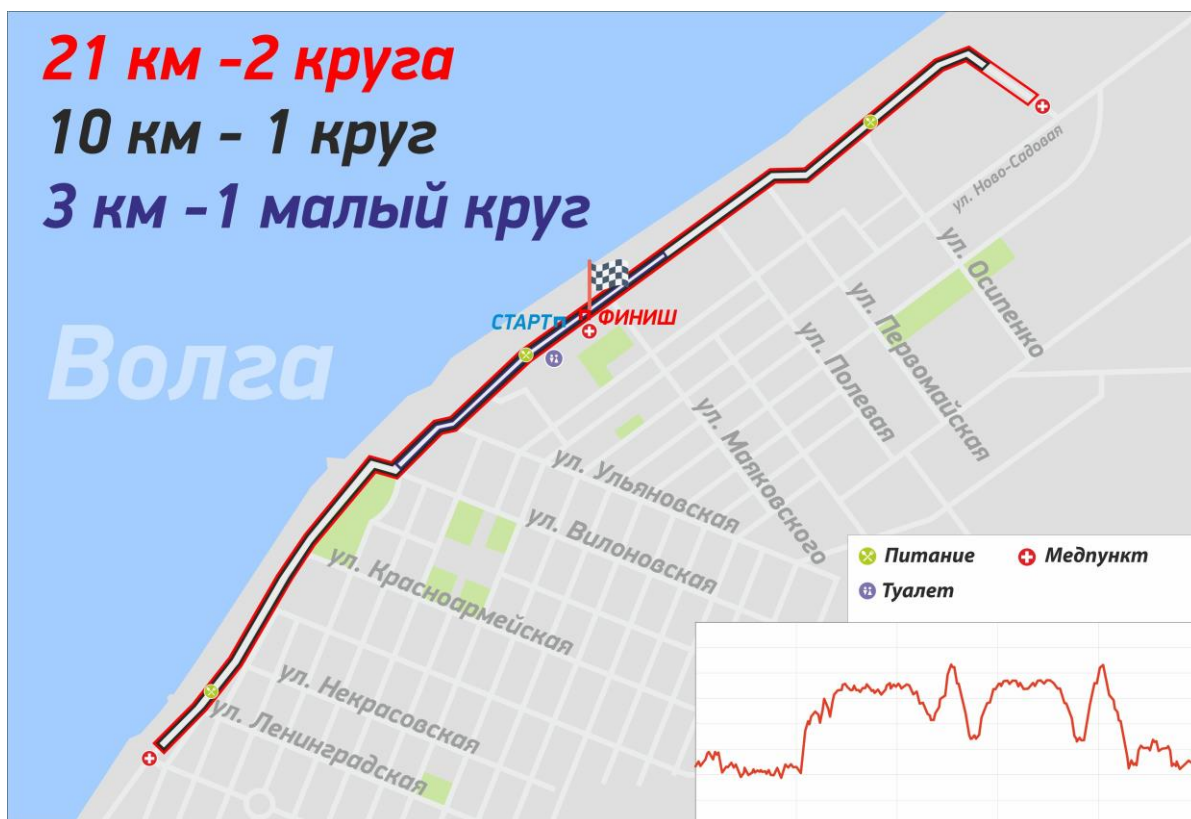 21 км -2 круга
10 км - 1 круг
3 км -1 малый круг
Волга
СТАРТ
ФИНИШ
ул. Ново-Садовая
ул. Осипенко
ул. Первомайская
ул. Полевая
ул. Маяковского
ул. Ульяновская
ул. Вилоновская
ул. Красноармейская
ул. Некрасовская
ул. Ленинградская
Питание
Медпункт
Туалет